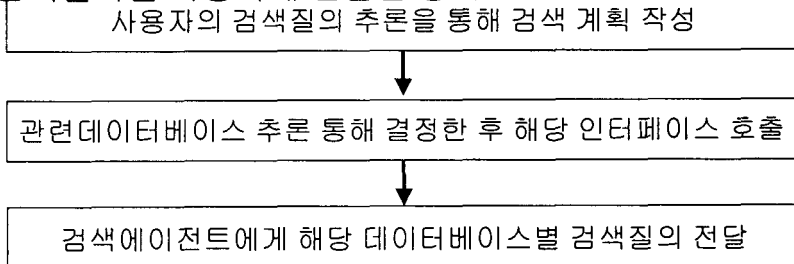 사용자의 검색질의 추론을 통해 검색 계획 작성
관련데이터베이스 추론 통해 결정한 후 해당 인터페이스 호출
검색에이전트에게 해당 데이터베이스별 검색질의 전달